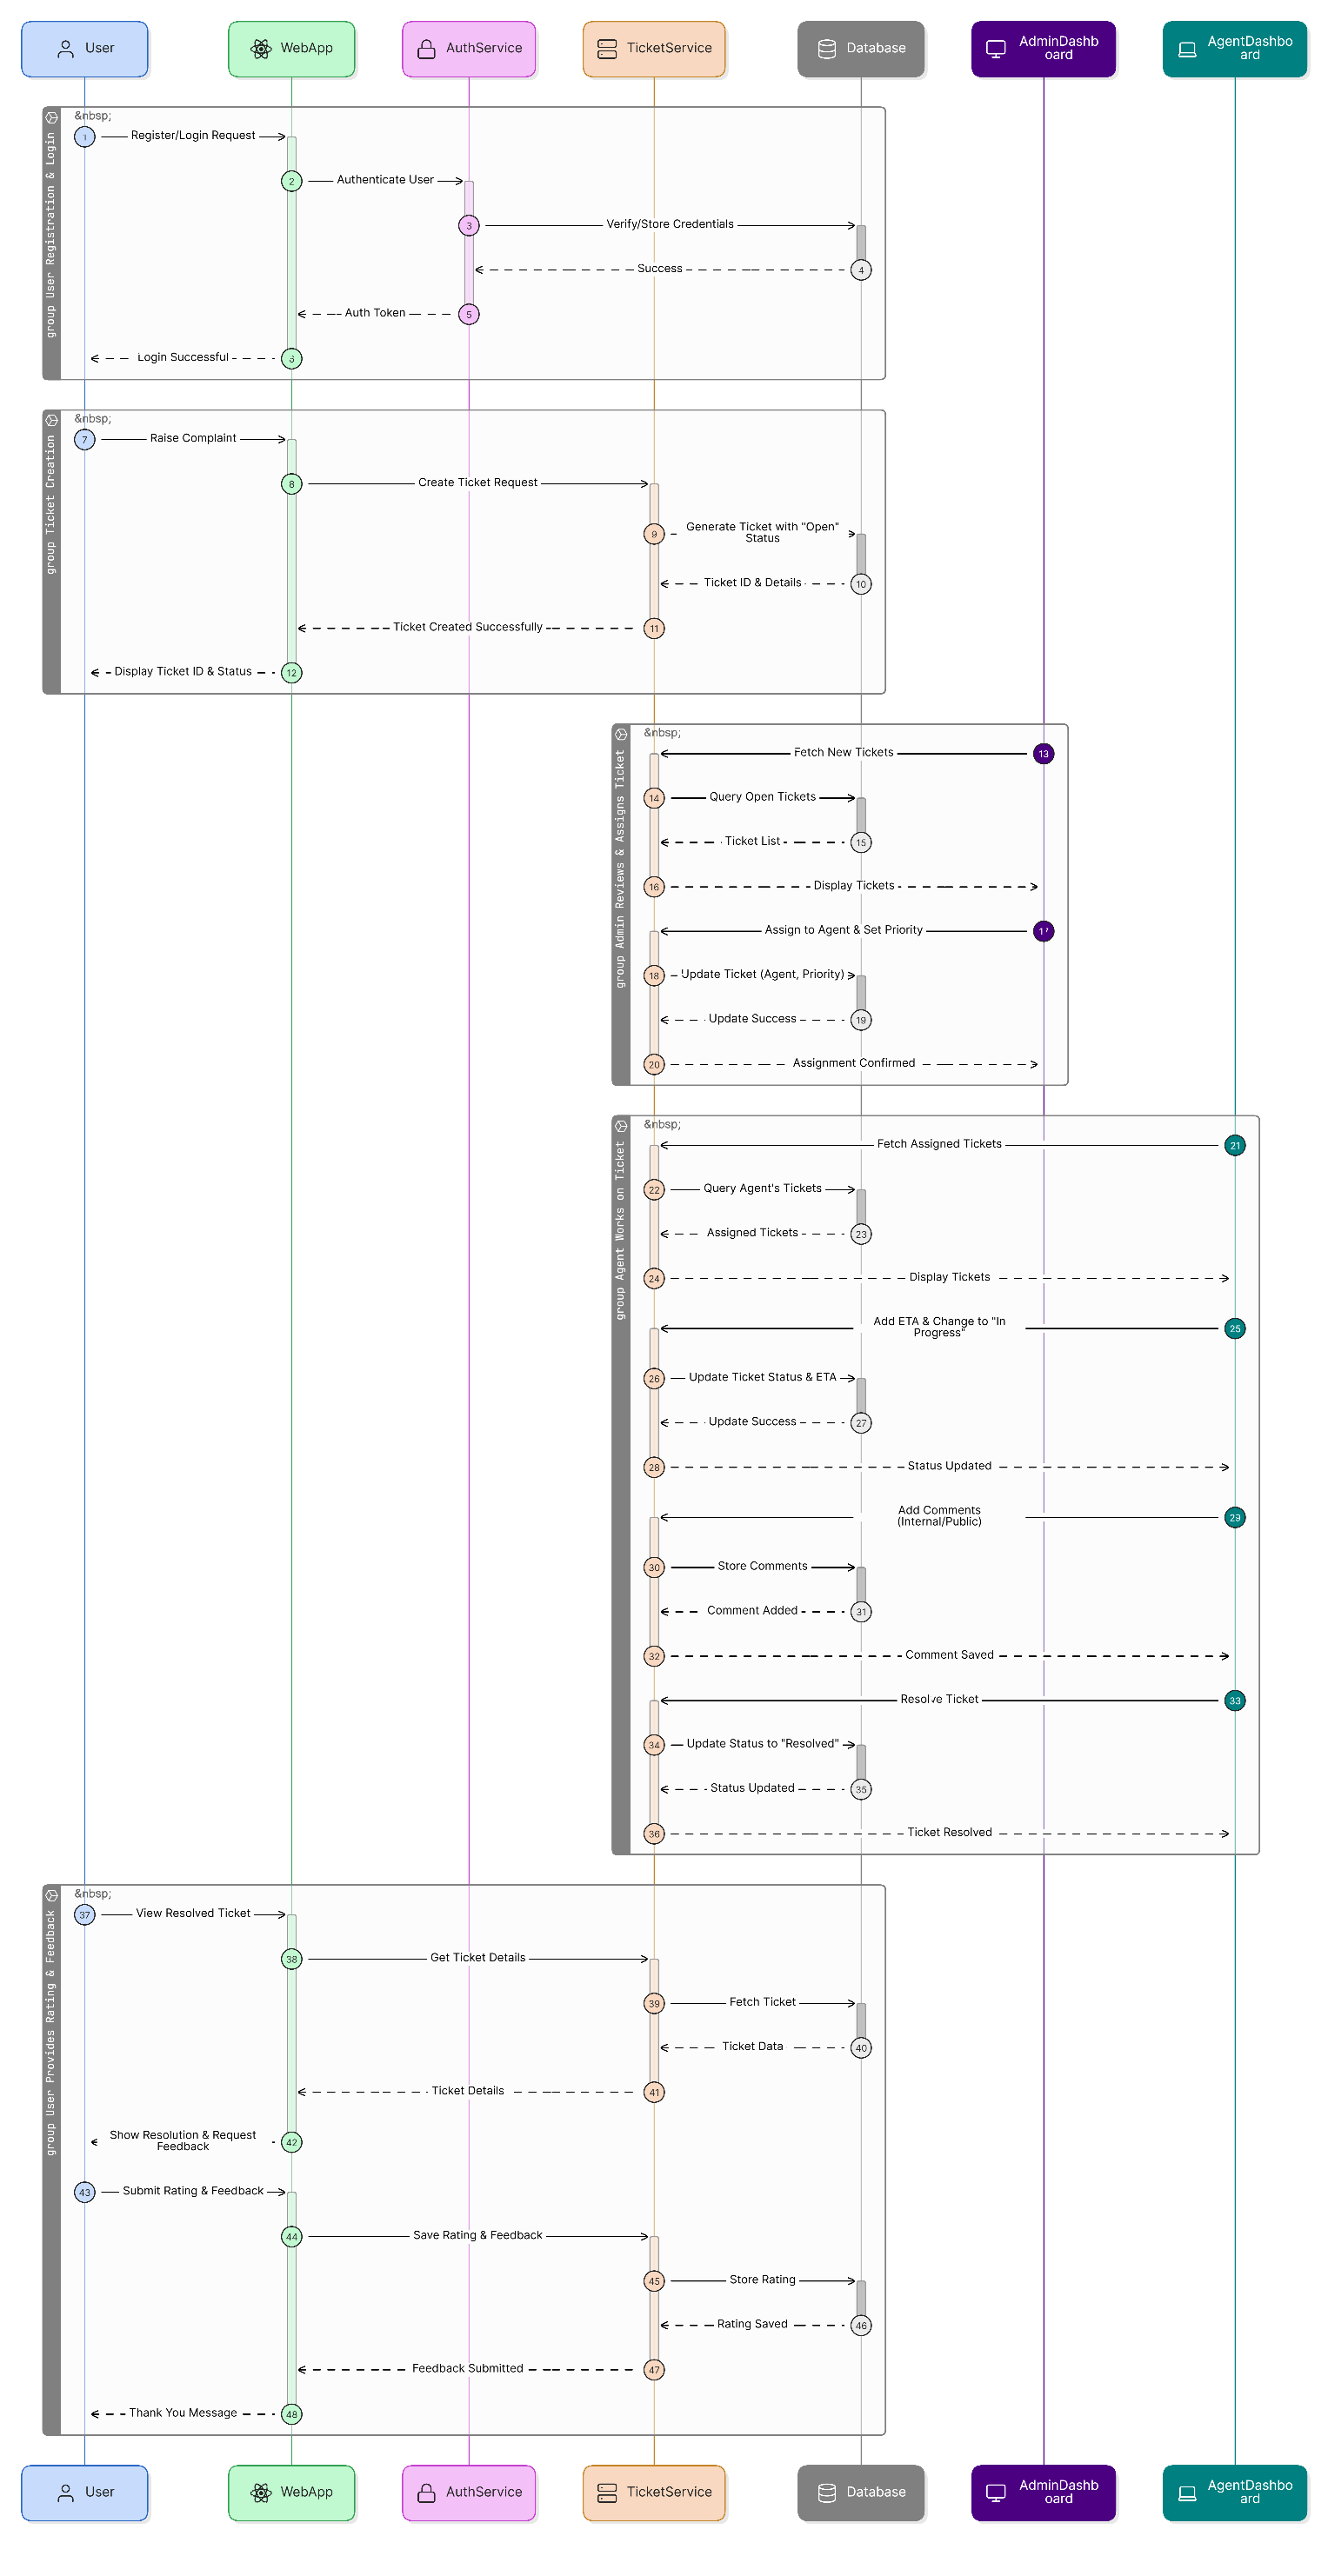 User
WebApp
AuthService
TicketService
Database
AdminDashb
oard
AgentDashbo
ard
group User Registration & Login
&nbsp;
1
Register/Login Request
2
Authenticate User
3
Verify/Store Credentials
Success
4
Auth Token
5
Login Successful
6
group Ticket Creation
&nbsp;
7
Raise Complaint
8
Create Ticket Request
9
Generate Ticket with "Open"
Status
Ticket ID & Details
10
Ticket Created Successfully
11
Display Ticket ID & Status
12
group Admin Reviews & Assigns Ticket
&nbsp;
Fetch New Tickets
13
14
Query Open Tickets
Ticket List
15
16
Display Tickets
Assign to Agent & Set Priority
17
18
Update Ticket (Agent, Priority)
Update Success
19
20
Assignment Confirmed
group Agent Works on Ticket
&nbsp;
Fetch Assigned Tickets
21
22
Query Agent's Tickets
Assigned Tickets
23
24
Display Tickets
Add ETA & Change to "In
Progress"
25
26
Update Ticket Status & ETA
Update Success
27
28
Status Updated
Add Comments
(Internal/Public)
29
30
Store Comments
Comment Added
31
32
Comment Saved
Resolve Ticket
33
34
Update Status to "Resolved"
Status Updated
35
36
Ticket Resolved
group User Provides Rating & Feedback
&nbsp;
37
View Resolved Ticket
38
Get Ticket Details
39
Fetch Ticket
Ticket Data
40
Ticket Details
41
Show Resolution & Request
Feedback
42
43
Submit Rating & Feedback
44
Save Rating & Feedback
45
Store Rating
Rating Saved
46
Feedback Submitted
47
Thank You Message
48
User
WebApp
AuthService
TicketService
Database
AdminDashb
oard
AgentDashbo
ard